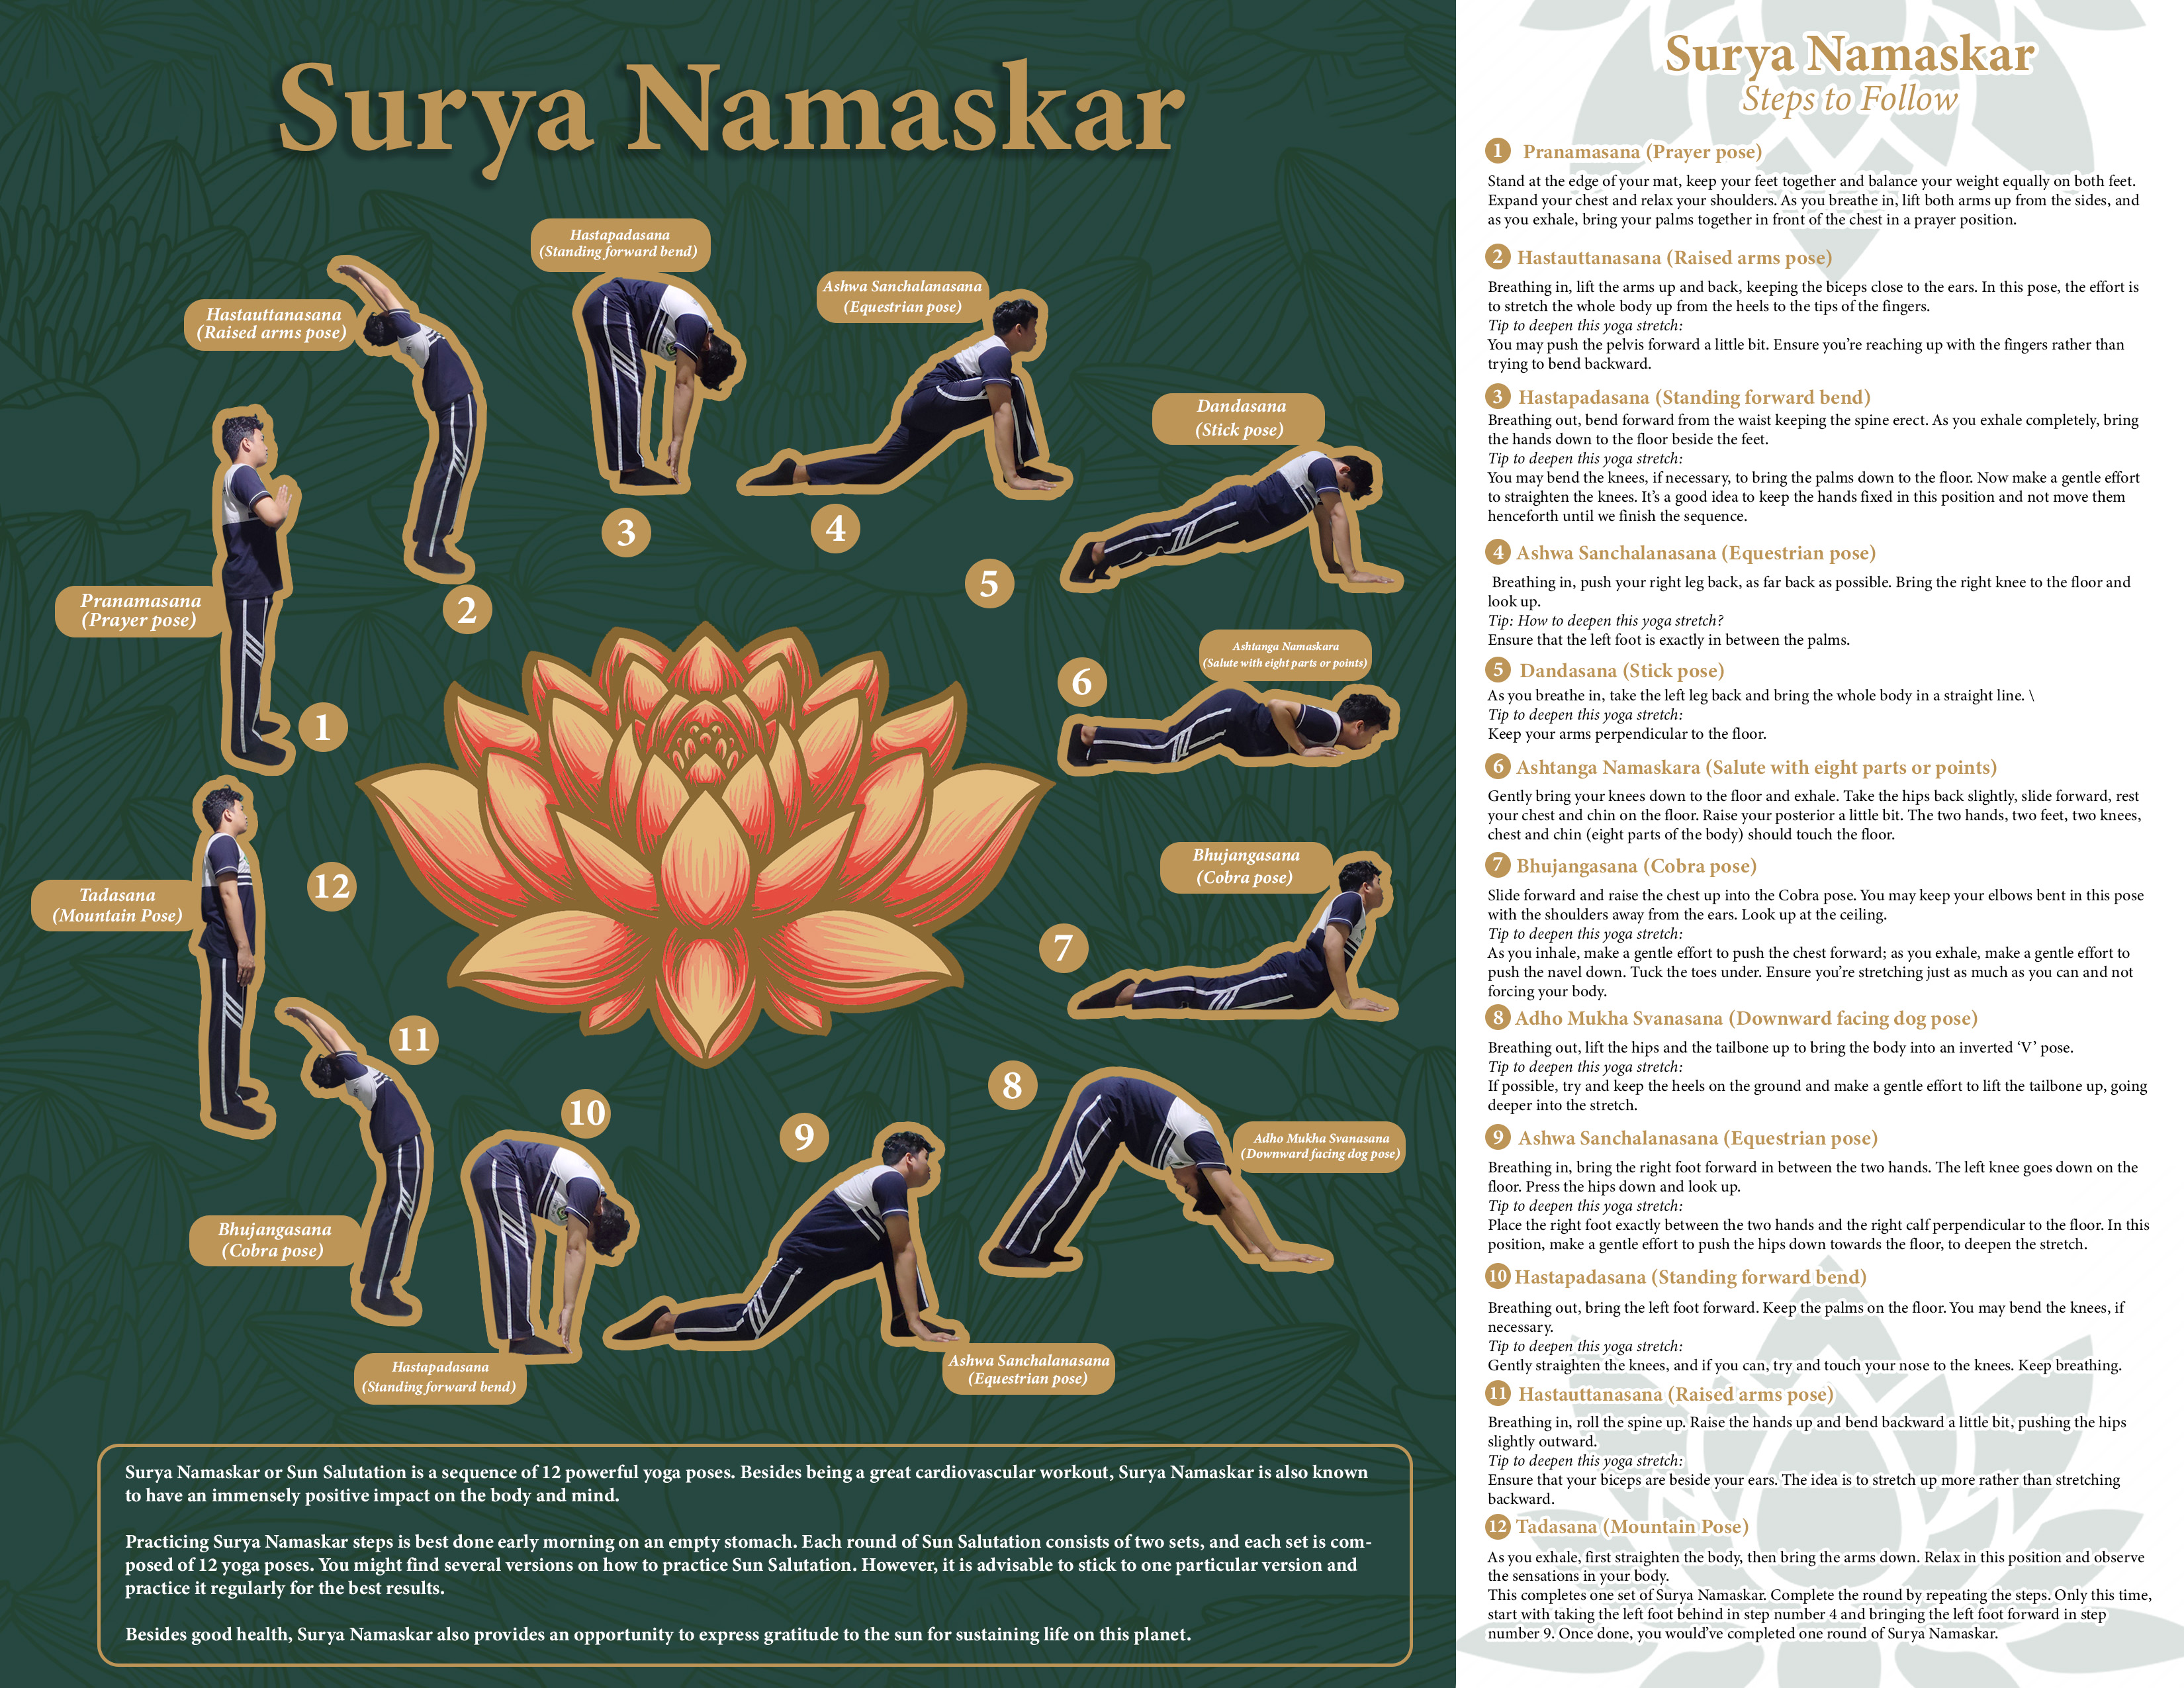 Surya Namaskar
Hastapadasana
(Standing forward bend)
Ashwa Sanchalanasana
(Equestrian pose)
Hastauttanasana
(Raised arms pose)
Dandasana
(Stick pose)
3
4
5
Pranamasana
(Prayer pose)
2
Ashtanga Namaskara
(Salute with eight parts or points)
6
1
Bhujangasana
(Cobra pose)
12
Tadasana
(Mountain Pose)
7
11
8
10
9
Adho Mukha Svanasana
(Downward facing dog pose)
Bhujangasana
(Cobra pose)
Hastapadasana
(Standing forward bend)
Ashwa Sanchalanasana
(Equestrian pose)
Surya Namaskar or Sun Salutation is a sequence of 12 powerful yoga poses. Besides being a great cardiovascular workout, Surya Namaskar is also known
to have an immensely positive impact on the body and mind.
Practicing Surya Namaskar steps is best done early morning on an empty stomach. Each round of Sun Salutation consists of two sets, and each set is com-
posed of 12 yoga poses. You might find several versions on how to practice Sun Salutation. However, it is advisable to stick to one particular version and
practice it regularly for the best results.
Besides good health, Surya Namaskar also provides an opportunity to express gratitude to the sun for sustaining life on this planet.
Surya Namaskar
Steps to Follow
1 Pranamasana (Prayer pose)
Stand at the edge of your mat, keep your feet together and balance your weight equally on both feet.
Expand your chest and relax your shoulders. As you breathe in, lift both arms up from the sides, and
as you exhale, bring your palms together in front of the chest in a prayer position.
2 Hastauttanasana (Raised arms pose)
Breathing in, lift the arms up and back, keeping the biceps close to the ears. In this pose, the effort is
to stretch the whole body up from the heels to the tips of the fingers.
Tip to deepen this yoga stretch:
You may push the pelvis forward a little bit. Ensure you're reaching up with the fingers rather than
trying to bend backward.
3 Hastapadasana (Standing forward bend)
Breathing out, bend forward from the waist keeping the spine erect. As you exhale completely, bring
the hands down to the floor beside the feet.
Tip to deepen this yoga stretch:
You may bend the knees, if necessary, to bring the palms down to the floor. Now make a gentle effort
to straighten the knees. It's a good idea to keep the hands fixed in this position and not move them
henceforth until we finish the sequence.
4 Ashwa Sanchalanasana (Equestrian pose)
Breathing in, push your right leg back, as far back as possible. Bring the right knee to the floor and
look up.
Tip: How to deepen this yoga stretch?
Ensure that the left foot is exactly in between the palms.
5 Dandasana (Stick pose)
As you breathe in, take the left leg back and bring the whole body in a straight line. \
Tip to deepen this yoga stretch:
Keep your arms perpendicular to the floor.
6 Ashtanga Namaskara (Salute with eight parts or points)
Gently bring your knees down to the floor and exhale. Take the hips back slightly, slide forward, rest
your chest and chin on the floor. Raise your posterior a little bit. The two hands, two feet, two knees,
chest and chin (eight parts of the body) should touch the floor.
7 Bhujangasana (Cobra pose)
Slide forward and raise the chest up into the Cobra pose. You may keep your elbows bent in this pose
with the shoulders away from the ears. Look up at the ceiling.
Tip to deepen this yoga stretch:
As you inhale, make a gentle effort to push the chest forward; as you exhale, make a gentle effort to
push the navel down. Tuck the toes under. Ensure you're stretching just as much as you can and not
forcing your body.
8 Adho Mukha Svanasana (Downward facing dog pose)
Breathing out, lift the hips and the tailbone up to bring the body into an inverted 'V' pose.
Tip to deepen this yoga stretch:
If possible, try and keep the heels on the ground and make a gentle effort to lift the tailbone up, going
deeper into the stretch.
9 Ashwa Sanchalanasana (Equestrian pose)
Breathing in, bring the right foot forward in between the two hands. The left knee goes down on the
floor. Press the hips down and look up.
Tip to deepen this yoga stretch:
Place the right foot exactly between the two hands and the right calf perpendicular to the floor. In this
position, make a gentle effort to push the hips down towards the floor, to deepen the stretch.
10 Hastapadasana (Standing forward bend)
Breathing out, bring the left foot forward. Keep the palms on the floor. You may bend the knees, if
necessary.
Tip to deepen this yoga stretch:
Gently straighten the knees, and if you can, try and touch your nose to the knees. Keep breathing.
11 Hastauttanasana (Raised arms pose)
Breathing in, roll the spine up. Raise the hands up and bend backward a little bit, pushing the hips
slightly outward.
Tip to deepen this yoga stretch:
Ensure that your biceps are beside your ears. The idea is to stretch up more rather than stretching
backward.
12 Tadasana (Mountain Pose)
As you exhale, first straighten the body, then bring the arms down. Relax in this position and observe
the sensations in your body.
This completes one set of Surya Namaskar. Complete the round by repeating the steps. Only this time,
start with taking the left foot behind in step number 4 and bringing the left foot forward in step
number 9. Once done, you would've completed one round of Surya Namaskar.